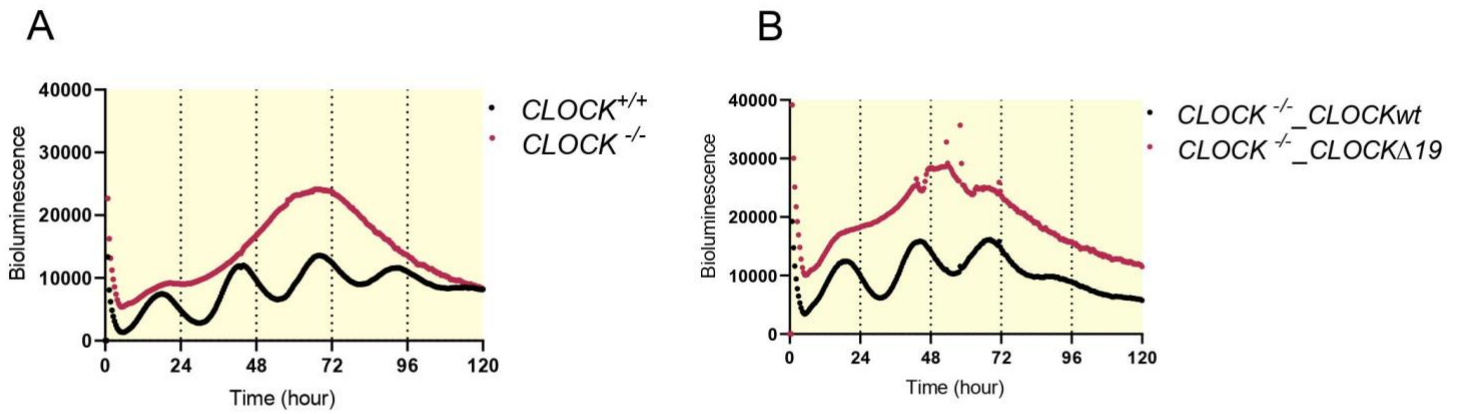 A
B
Bioluminescence
40000
30000
20000
10000
0
0 24 48 72 96 120
Time (hour)
CLOCK+/+
CLOCK -/-
Bioluminescence
40000
30000
20000
10000
0
0 24 48 72 96 120
Time (hour)
CLOCK -/-_CLOCKwt
CLOCK -/-_CLOCKΔ19